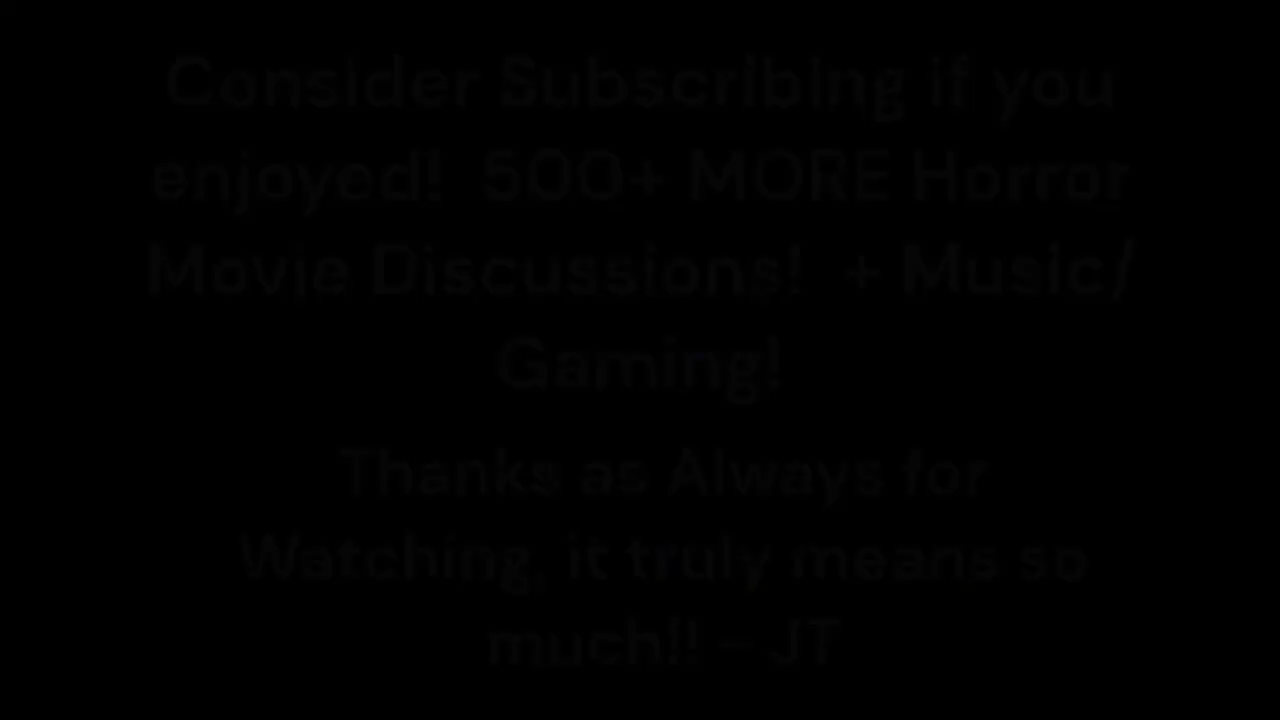 Consider Subscribing if you
enjoyed! 500+ MORE Horror
Movie Discussions! + Music/
Gaming!
Thanks as Always for
Watching, it truly means so
much!! - JT